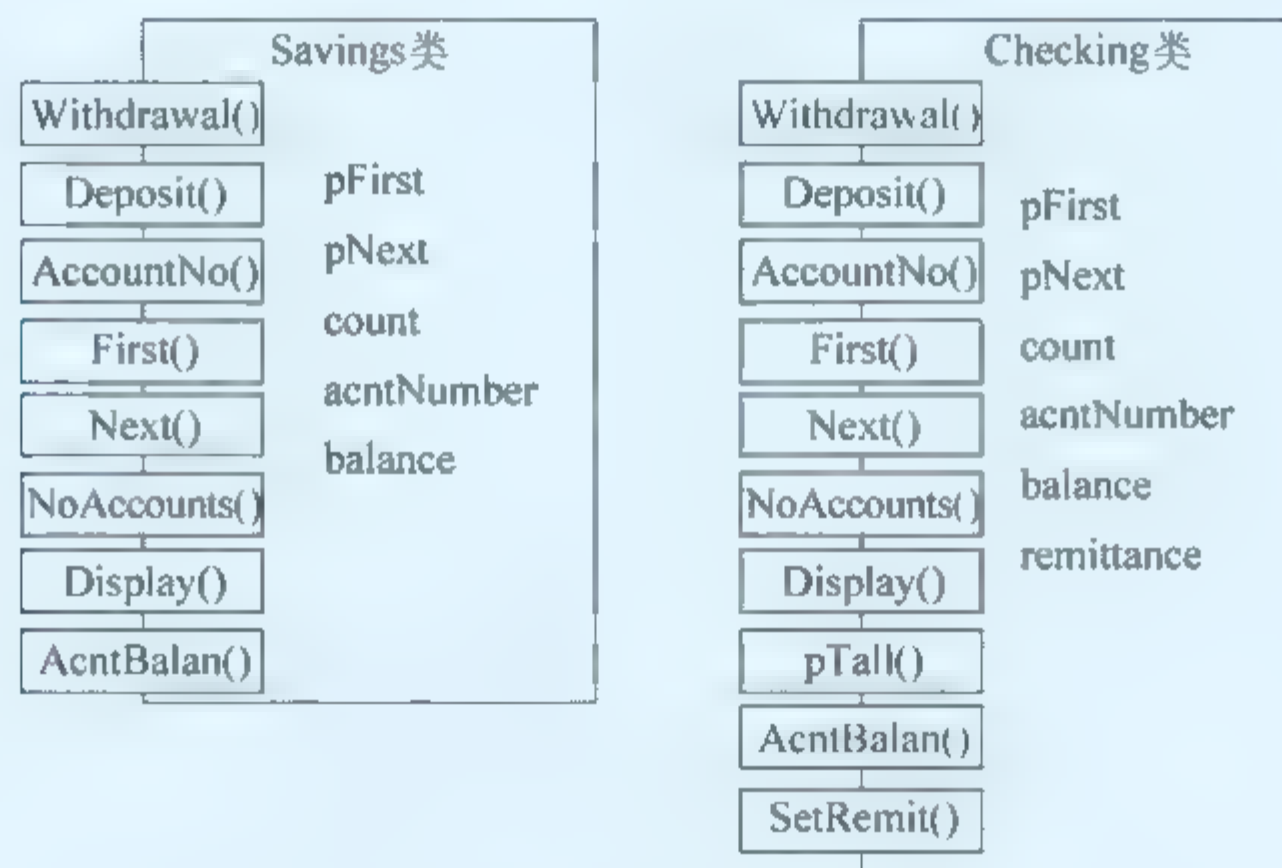 Savings类
Withdrawal()
Deposit()
AccountNo()
First()
Next()
NoAccounts()
Display()
AcntBalan()
pFirst
pNext
count
acntNumber
balance
Checking类
Withdrawal()
Deposit()
AccountNo()
First()
Next()
NoAccounts()
Display()
pTall()
AcntBalan()
SetRemit()
pFirst
pNext
count
acntNumber
balance
remittance